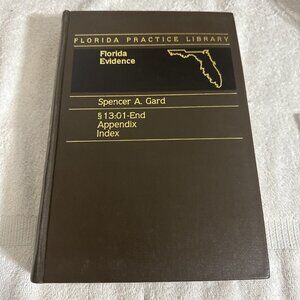 FLORIDA PRACTICE LIBRARY
Florida
Evidence
Spencer A. Gard
§ 13:01-End
Appendix
Index